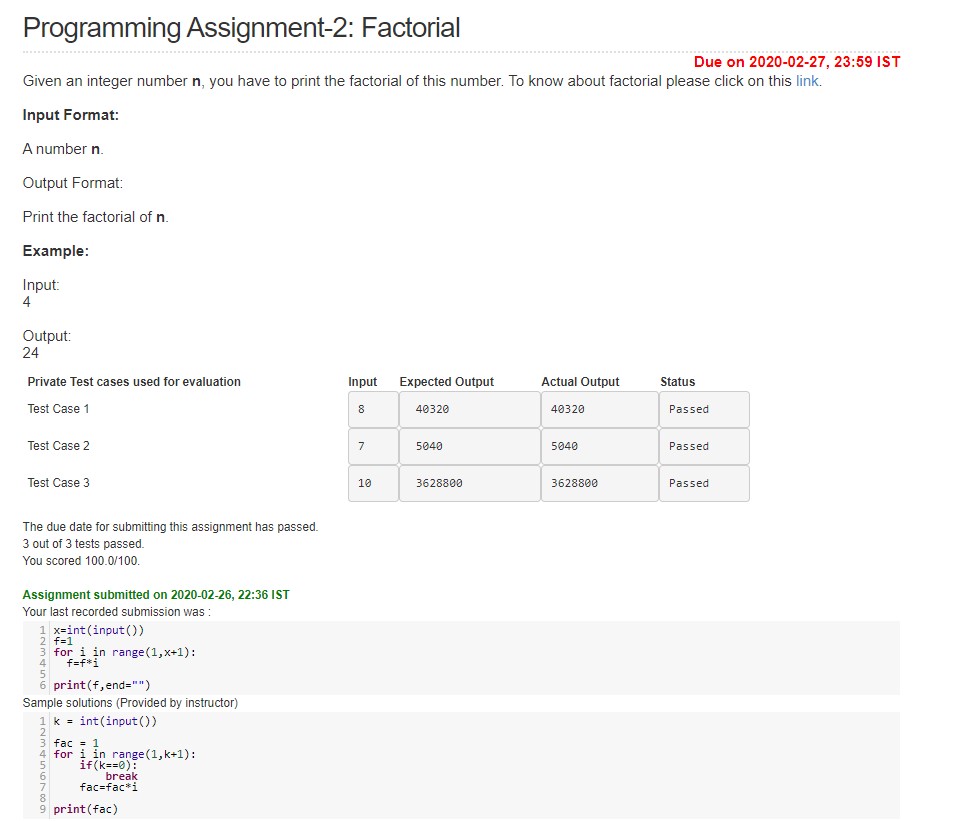 Programming Assignment-2: Factorial
Due on 2020-02-27, 23:59 IST
Given an integer number n, you have to print the factorial of this number. To know about factorial please click on this link.
Input Format:
A number n.
Output Format:
Print the factorial of n.
Example:
Input:
4
Output:
24
Private Test cases used for evaluation Input Expected Output Actual Output Status
Test Case 1 8 40320 40320 Passed
Test Case 2 7 5040 5040 Passed
Test Case 3 10 3628800 3628800 Passed
The due date for submitting this assignment has passed.
3 out of 3 tests passed.
You scored 100.0/100.
Assignment submitted on 2020-02-26, 22:36 IST
Your last recorded submission was :
1 x=int(input())
2 f=1
3 for i in range(1,x+1):
4   f=f*i
5
6 print(f,end="")
Sample solutions (Provided by instructor)
1 k = int(input())
2
3 fac = 1
4 for i in range(1,k+1):
5     if(k==0):
6         break
7     fac=fac*i
8
9 print(fac)